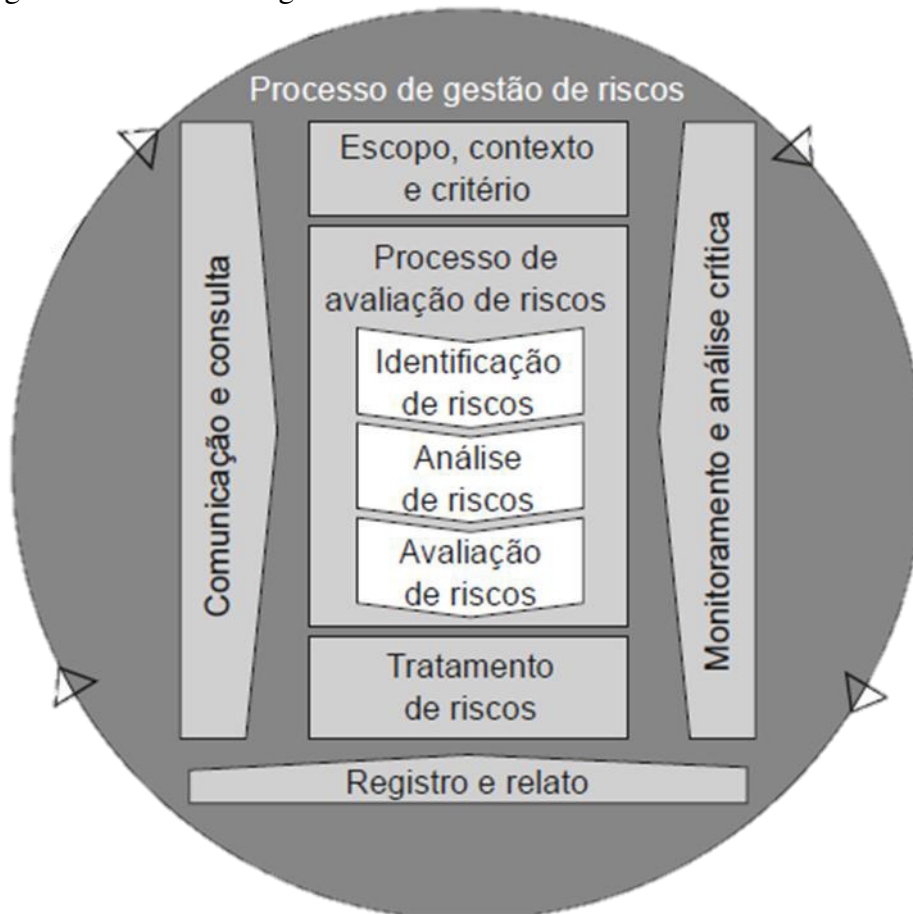 Processo de gestão de riscos
Escopo, contexto
e critério
Processo de
avaliação de riscos
Identificação
de riscos
Análise
de riscos
Avaliação
de riscos
Tratamento
de riscos
Comunicação e consulta
Monitoramento e análise crítica
Registro e relato